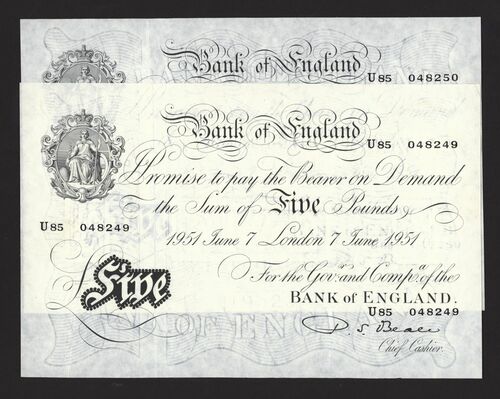 Bank of England
U85 048250
Bank of England
U85 048249
I Promise to pay the Bearer on Demand
the Sum of Five Pounds
U85 048249
1951 June 7 London 7 June 1951
For the Govr. and Compa. of the
Five
BANK of ENGLAND.
U85 048249
P. S. Beale
Chief Cashier.